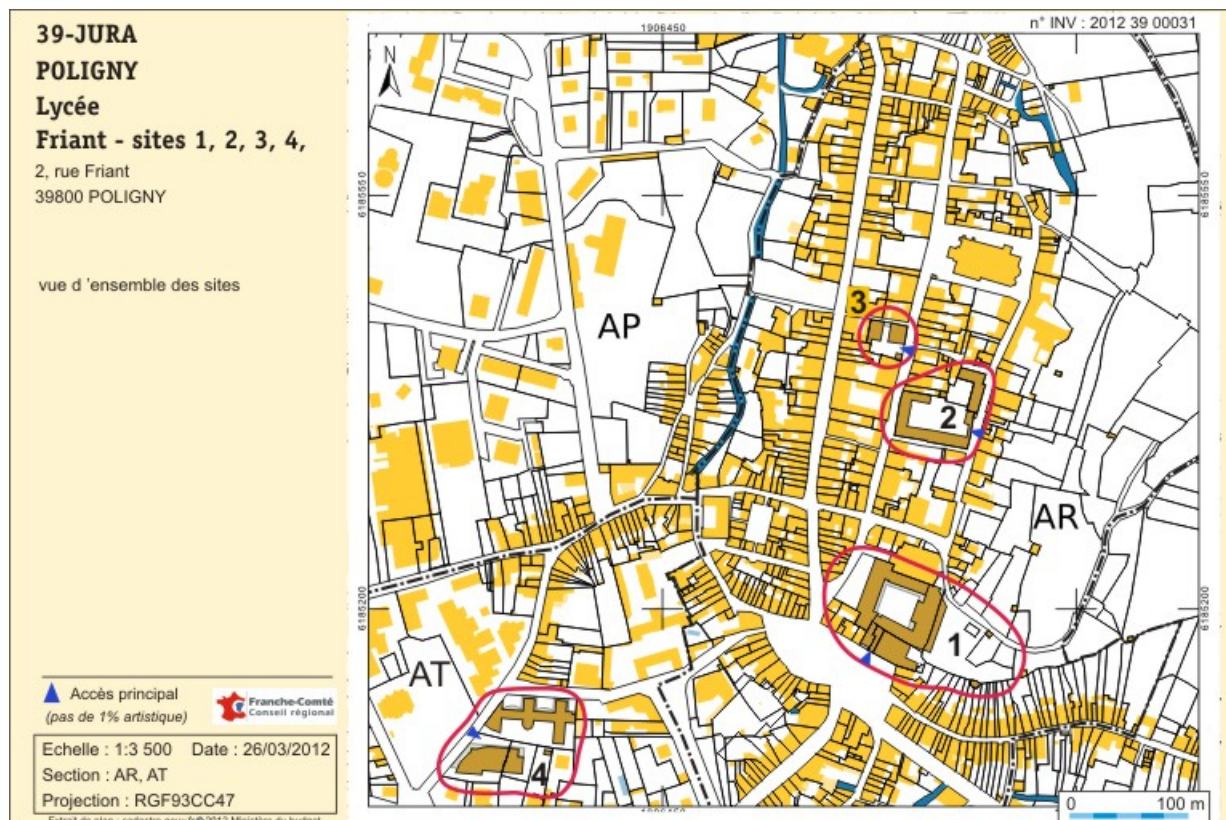 39-JURA
POLIGNY
Lycée
Friant - sites 1, 2, 3, 4,
2, rue Friant
39800 POLIGNY
vue d 'ensemble des sites
Accès principal
(pas de 1% artistique)
Franche-Comté
Conseil régional
Echelle : 1:3 500 Date : 26/03/2012
Section : AR, AT
Projection : RGF93CC47
n° INV : 2012 39 00031
1906450
N
6185550
6185550
AP
3
2
AR
6185200
6185200
1
AT
4
1906450
0 100 m